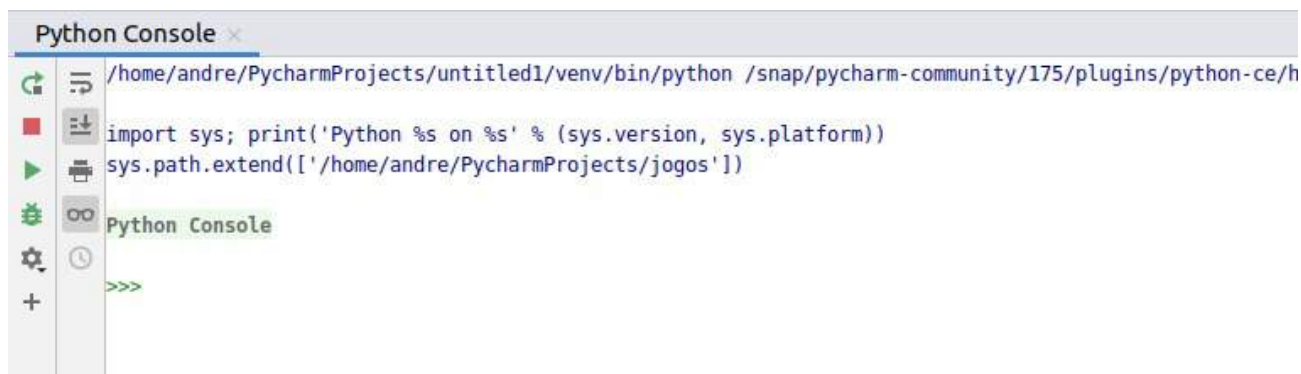 Python Console
/home/andre/PycharmProjects/untitled1/venv/bin/python /snap/pycharm-community/175/plugins/python-ce/h
import sys; print('Python %s on %s' % (sys.version, sys.platform))
sys.path.extend(['/home/andre/PycharmProjects/jogos'])
Python Console
>>>